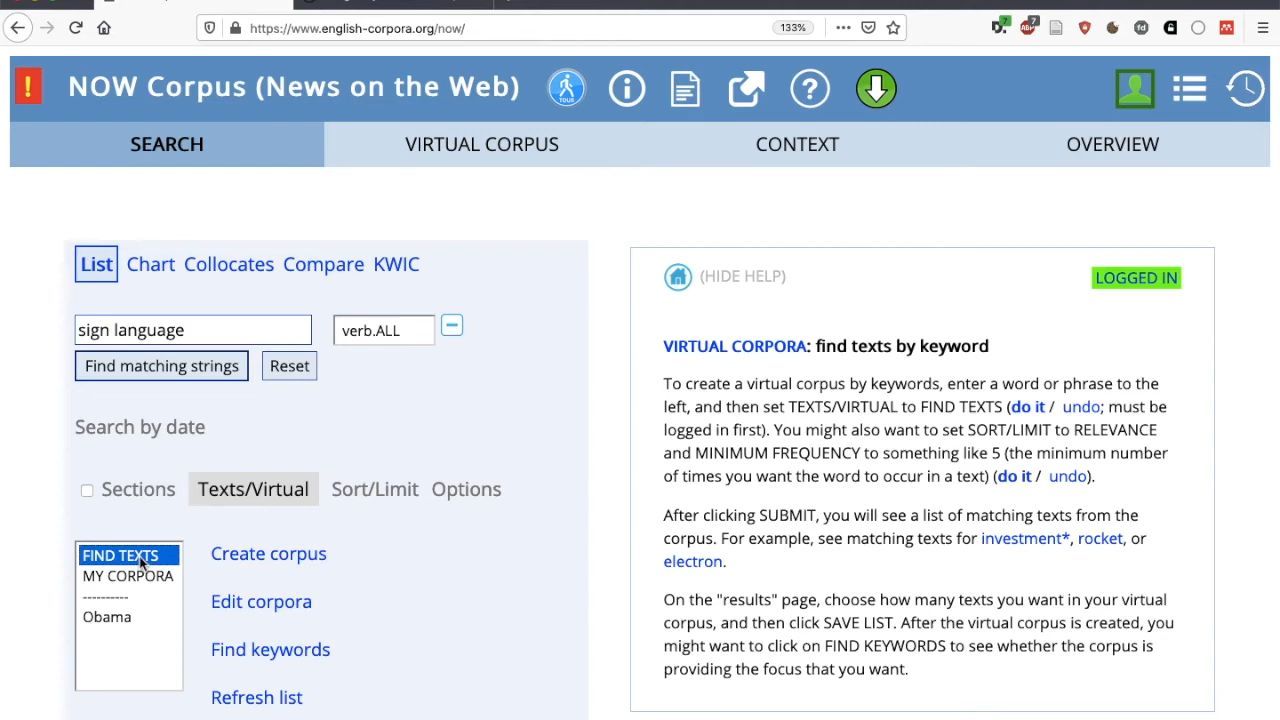 https://www.english-corpora.org/now/
133%
7
7
NOW Corpus (News on the Web)
TOUR
SEARCH
VIRTUAL CORPUS
CONTEXT
OVERVIEW
List Chart Collocates Compare KWIC
sign language
verb.ALL
Find matching strings
Reset
Search by date
Sections
Texts/Virtual
Sort/Limit
Options
FIND TEXTS
MY CORPORA
----------
Obama
Create corpus
Edit corpora
Find keywords
Refresh list
(HIDE HELP)
LOGGED IN
VIRTUAL CORPORA: find texts by keyword
To create a virtual corpus by keywords, enter a word or phrase to the
left, and then set TEXTS/VIRTUAL to FIND TEXTS (do it / undo; must be
logged in first). You might also want to set SORT/LIMIT to RELEVANCE
and MINIMUM FREQUENCY to something like 5 (the minimum number
of times you want the word to occur in a text) (do it / undo).
After clicking SUBMIT, you will see a list of matching texts from the
corpus. For example, see matching texts for investment*, rocket, or
electron.
On the "results" page, choose how many texts you want in your virtual
corpus, and then click SAVE LIST. After the virtual corpus is created, you
might want to click on FIND KEYWORDS to see whether the corpus is
providing the focus that you want.